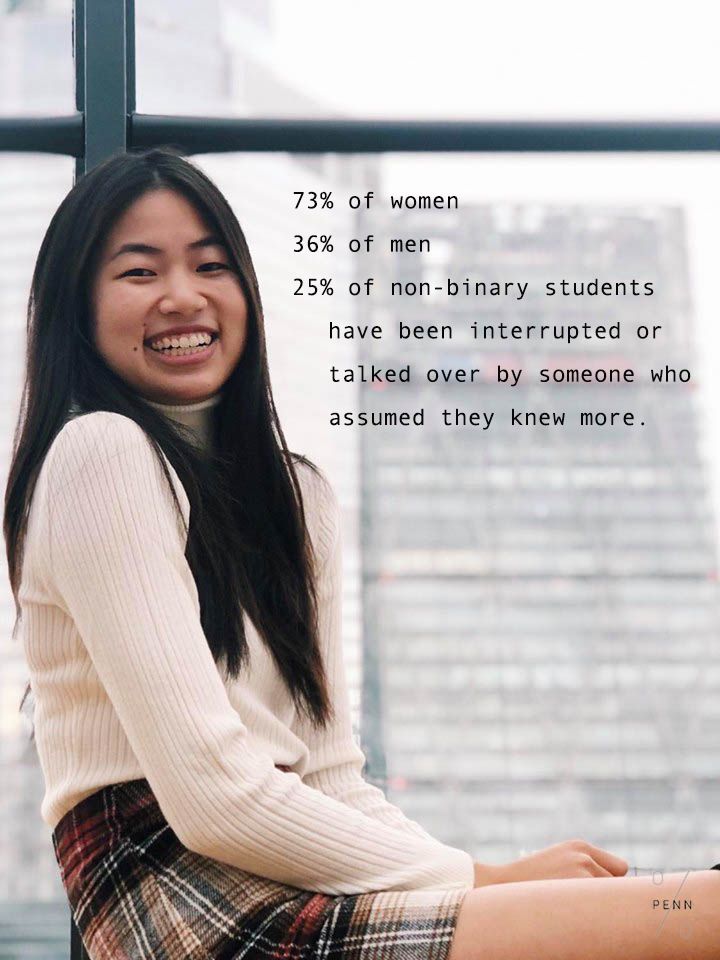 73% of women
36% of men
25% of non-binary students
have been interrupted or
talked over by someone who
assumed they knew more.
PENN